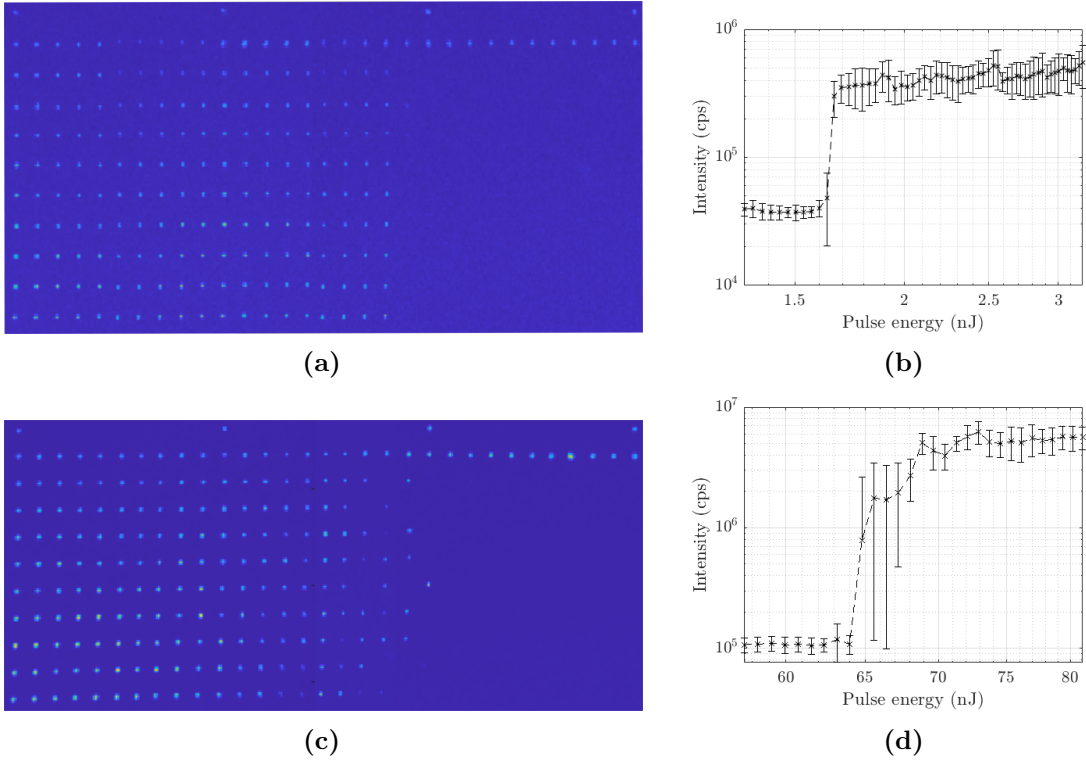 10^6
10^5
10^4
Intensity (cps)
1.5 2 2.5 3
Pulse energy (nJ)
(a)
(b)
10^7
10^6
10^5
Intensity (cps)
60 65 70 75 80
Pulse energy (nJ)
(c)
(d)